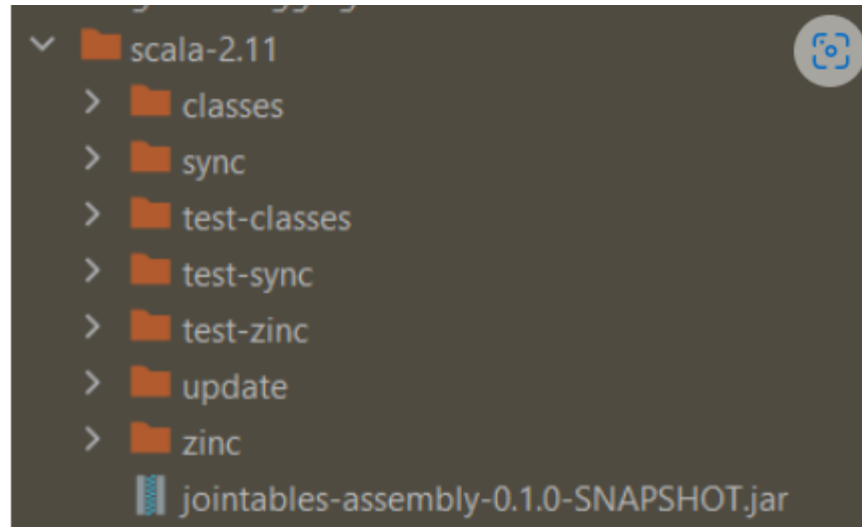 scala-2.11
classes
sync
test-classes
test-sync
test-zinc
update
zinc
jointables-assembly-0.1.0-SNAPSHOT.jar